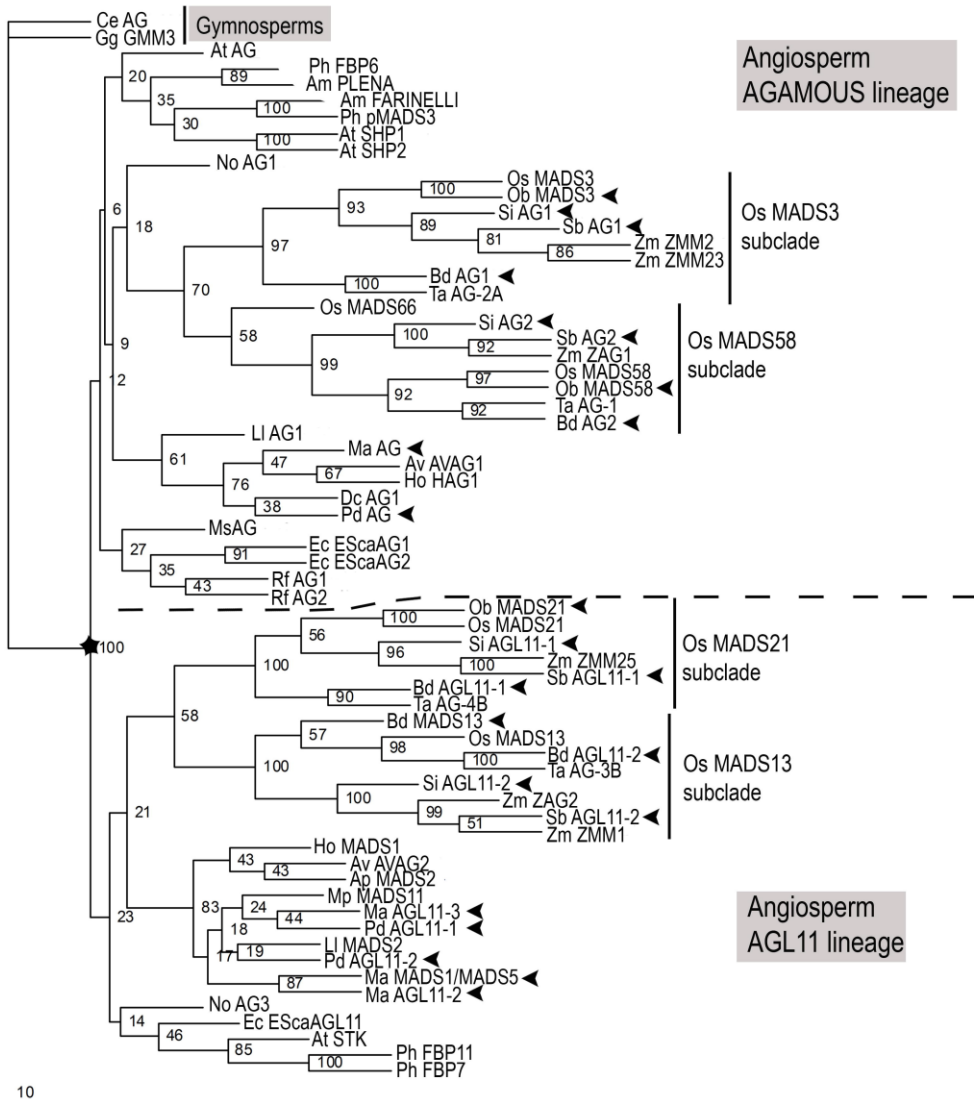 Ce AG
Gg GMM3
Gymnosperms
Angiosperm
AGAMOUS lineage
At AG
20
Ph FBP6
89
Am PLENA
35
Am FARINELLI
100
Ph pMADS3
30
At SHP1
100
At SHP2
No AG1
6
18
Os MADS3
100
Ob MADS3
93
Si AG1
89
Sb AG1
81
Zm ZMM2
86
Zm ZMM23
97
Bd AG1
100
Ta AG-2A
Os MADS3
subclade
70
Os MADS66
58
Si AG2
100
Sb AG2
92
Zm ZAG1
99
Os MADS58
97
Ob MADS58
92
Ta AG-1
92
Bd AG2
Os MADS58
subclade
9
12
Ll AG1
61
Ma AG
47
Av AVAG1
67
Ho HAG1
76
Dc AG1
38
Pd AG
MsAG
27
Ec EScaAG1
91
Ec EScaAG2
35
Rf AG1
43
Rf AG2
100
Ob MADS21
100
Os MADS21
56
Si AGL11-1
96
Zm ZMM25
100
Sb AGL11-1
100
Bd AGL11-1
90
Ta AG-4B
Os MADS21
subclade
58
Bd MADS13
57
Os MADS13
98
Bd AGL11-2
100
Ta AG-3B
100
Si AGL11-2
100
Zm ZAG2
99
Sb AGL11-2
51
Zm ZMM1
Os MADS13
subclade
21
Ho MADS1
43
Av AVAG2
43
Ap MADS2
83
Mp MADS11
24
Ma AGL11-3
44
Pd AGL11-1
18
Ll MADS2
19
Pd AGL11-2
17
Ma MADS1/MADS5
87
Ma AGL11-2
Angiosperm
AGL11 lineage
23
No AG3
14
Ec EScaAGL11
46
At STK
85
Ph FBP11
100
Ph FBP7
10